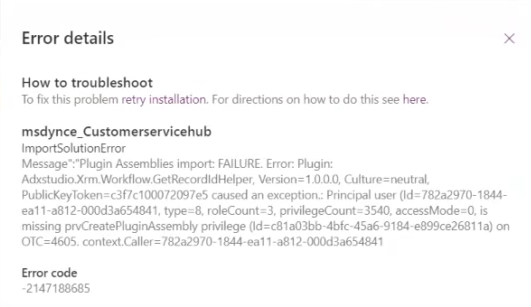 Error details
How to troubleshoot
To fix this problem retry installation. For directions on how to do this see here.
msdynce_Customerservicehub
ImportSolutionError
Message":"Plugin Assemblies import: FAILURE. Error: Plugin:
Adxstudio.Xrm.Workflow.GetRecordIdHelper, Version=1.0.0.0, Culture=neutral,
PublicKeyToken=c3f7c100072097e5 caused an exception.: Principal user (Id=782a2970-1844-
ea11-a812-000d3a654841, type=8, roleCount=3, privilegeCount=3540, accessMode=0, is
missing prvCreatePluginAssembly privilege (Id=c81a03bb-4bfc-45a6-9184-e899ce26811a) on
OTC=4605. context.Caller=782a2970-1844-ea11-a812-000d3a654841
Error code
-2147188685